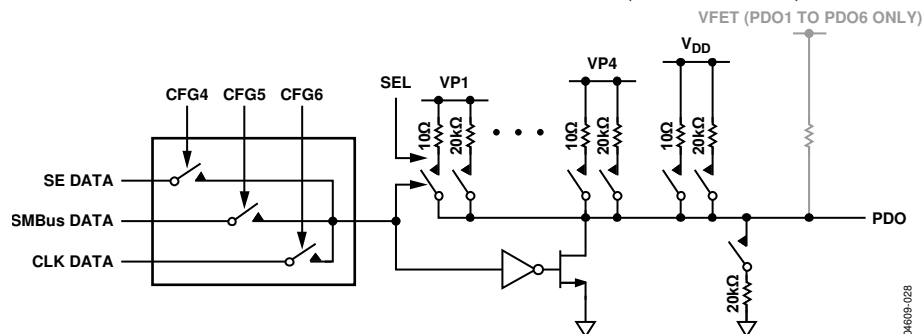 VFET (PDO1 TO PDO6 ONLY)
VDD
VP4
SEL VP1
CFG4 CFG5 CFG6
10Ω 20kΩ 10Ω 20kΩ 10Ω 20kΩ
SE DATA
SMBus DATA
PDO
CLK DATA
20kΩ
04609-028